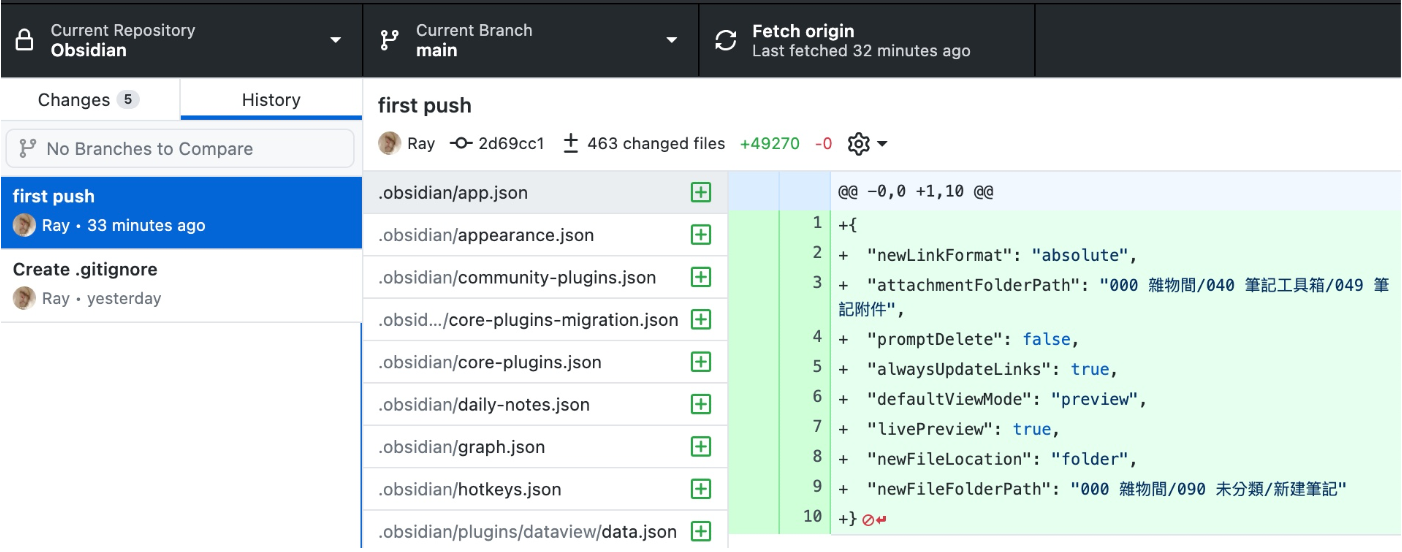 Current Repository
Obsidian
Current Branch
main
Fetch origin
Last fetched 32 minutes ago
Changes 5
History
No Branches to Compare
first push
Ray • 33 minutes ago
Create .gitignore
Ray • yesterday
first push
Ray 2d69cc1 463 changed files +49270 -0
.obsidian/app.json
.obsidian/appearance.json
.obsidian/community-plugins.json
.obsid.../core-plugins-migration.json
.obsidian/core-plugins.json
.obsidian/daily-notes.json
.obsidian/graph.json
.obsidian/hotkeys.json
.obsidian/plugins/dataview/data.json
@@ -0,0 +1,10 @@
1 +{
2 + "newLinkFormat": "absolute",
3 + "attachmentFolderPath": "000 雜物間/040 筆記工具箱/049 筆
記附件",
4 + "promptDelete": false,
5 + "alwaysUpdateLinks": true,
6 + "defaultViewMode": "preview",
7 + "livePreview": true,
8 + "newFileLocation": "folder",
9 + "newFileFolderPath": "000 雜物間/090 未分類/新建筆記"
10 +}